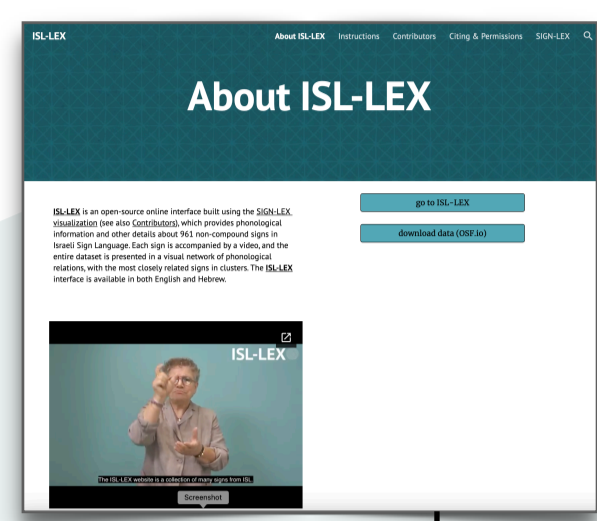 ISL-LEX
About ISL-LEX Instructions Contributors Citing & Permissions SIGN-LEX
About ISL-LEX
ISL-LEX is an open-source online interface built using the SIGN-LEX
visualization (see also Contributors), which provides phonological
information and other details about 961 non-compound signs in
Israeli Sign Language. Each sign is accompanied by a video, and the
entire dataset is presented in a visual network of phonological
relations, with the most closely related signs in clusters. The ISL-LEX
interface is available in both English and Hebrew.
go to ISL-LEX
download data (OSF.io)
ISL-LEX
The ISL-LEX website is a collection of many signs from ISL.
Screenshot